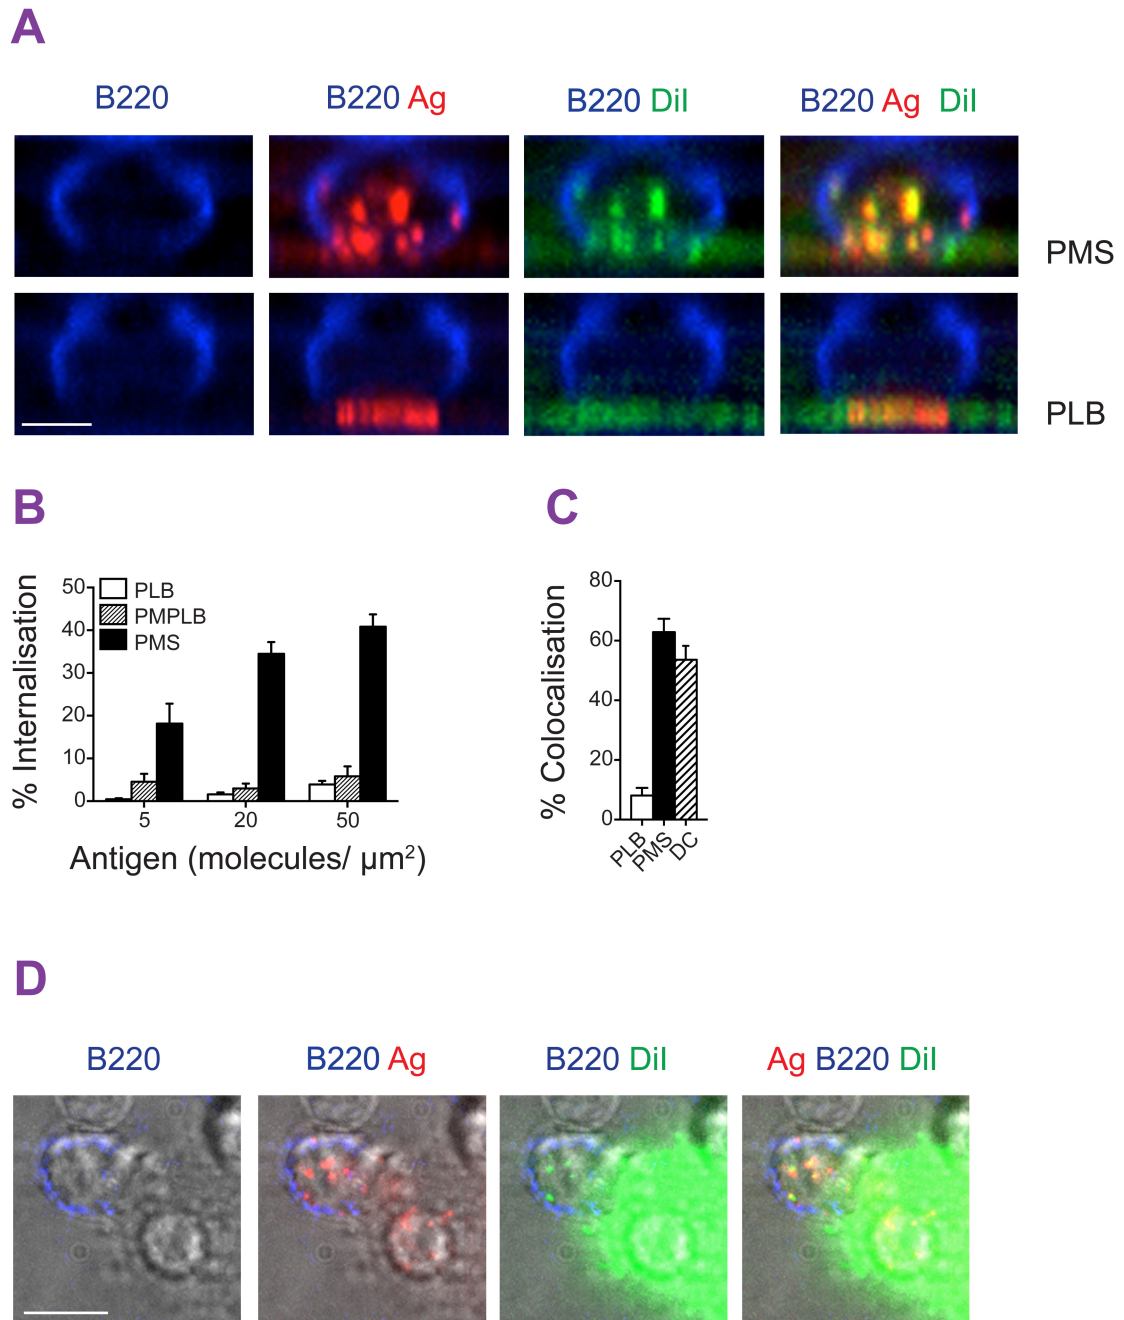 A
B220
B220 Ag
B220 DiI
B220 Ag DiI
PMS
PLB
B
% Internalisation
50
40
30
20
10
0
PLB
PMPLB
PMS
5
20
50
Antigen (molecules/ µm²)
C
% Colocalisation
80
60
40
20
0
PLB
PMS
DC
D
B220
B220 Ag
B220 DiI
Ag B220 DiI